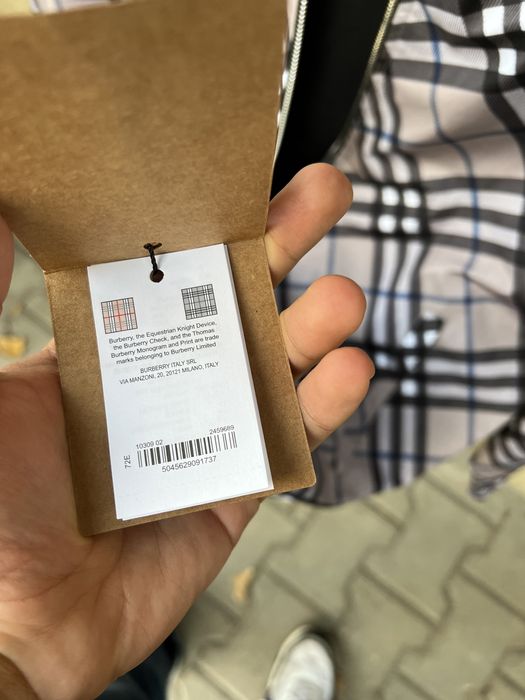 Burberry, the Equestrian Knight Device,
the Burberry Check, and the Thomas
Burberry Monogram and Print are trade
marks belonging to Burberry Limited
BURBERRY ITALY SRL
VIA MANZONI, 20, 20121 MILANO, ITALY
72E
10309 02 2459689
5045629091737